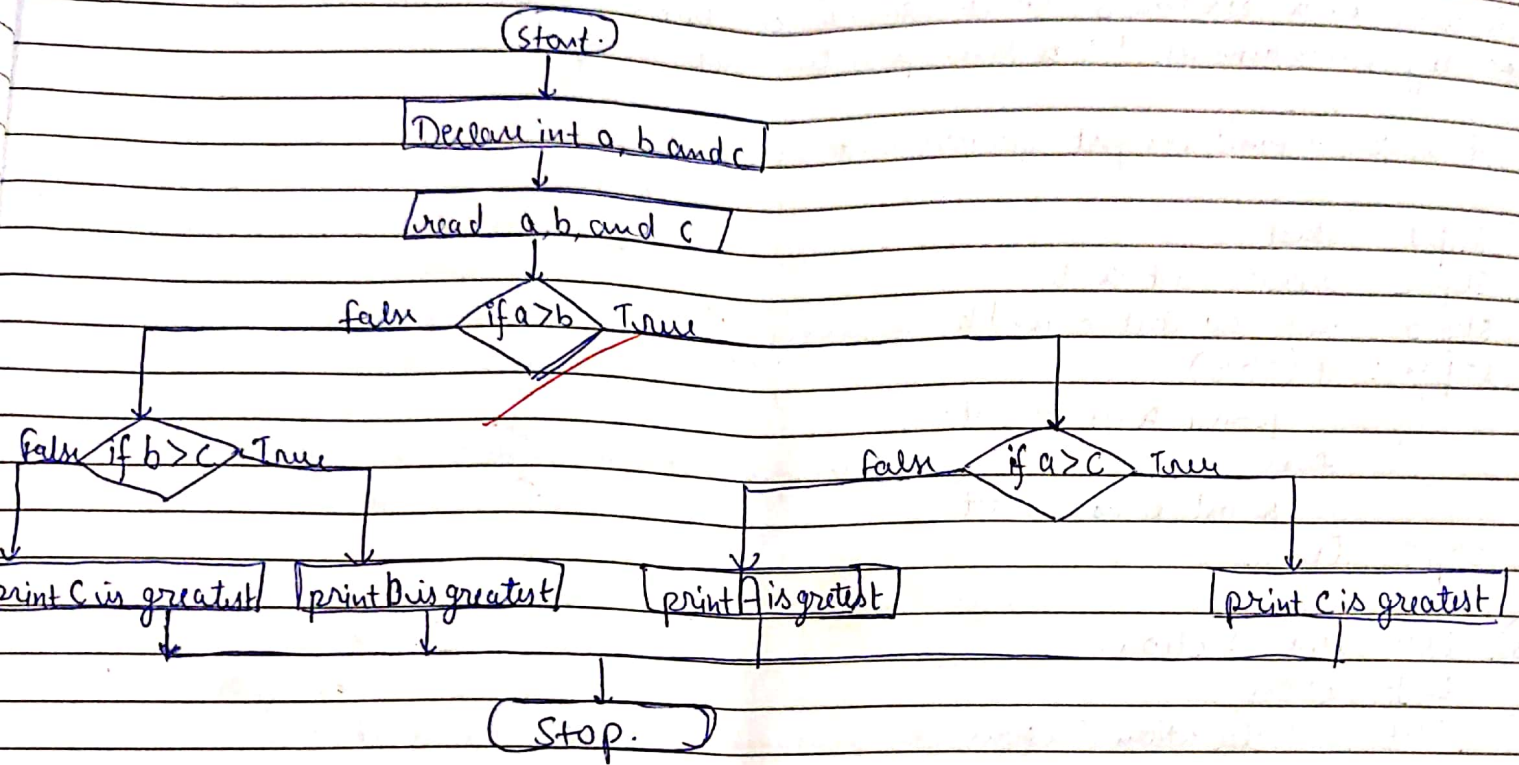 Start.
Declare int a, b and c
read a, b, and c
false if a>b True
false if b>c True
false if a>c True
print C is greatest
print B is greatest
print A is gretest
print c is greatest
Stop.